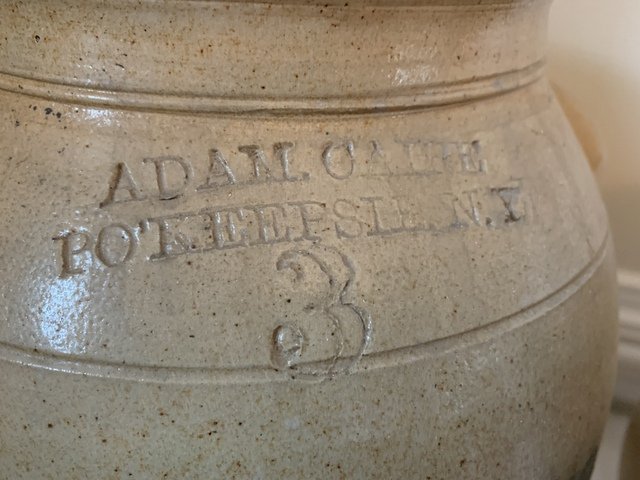 ADAM. CAIRE
PO'KEEPSIE. N.Y
3